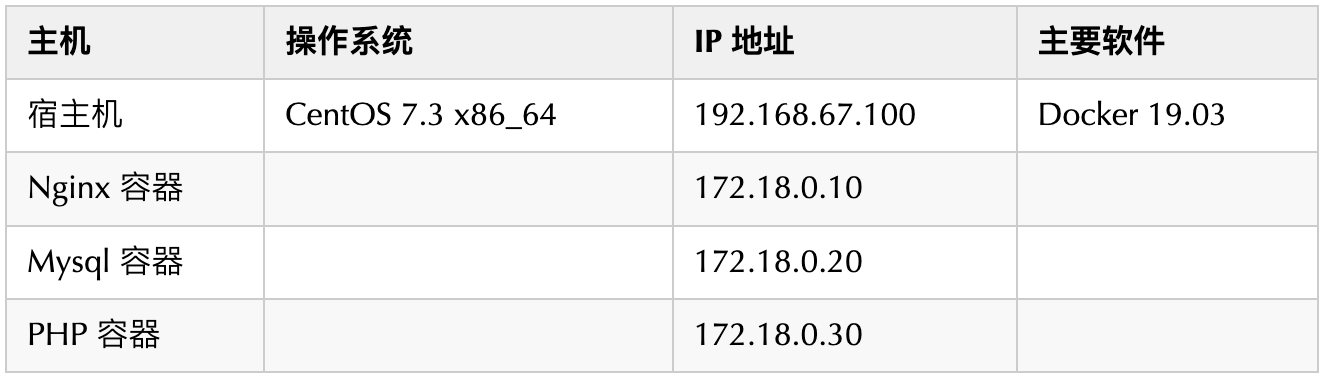 主机 操作系统 IP 地址 主要软件
宿主机 CentOS 7.3 x86_64 192.168.67.100 Docker 19.03
Nginx 容器 172.18.0.10
Mysql 容器 172.18.0.20
PHP 容器 172.18.0.30